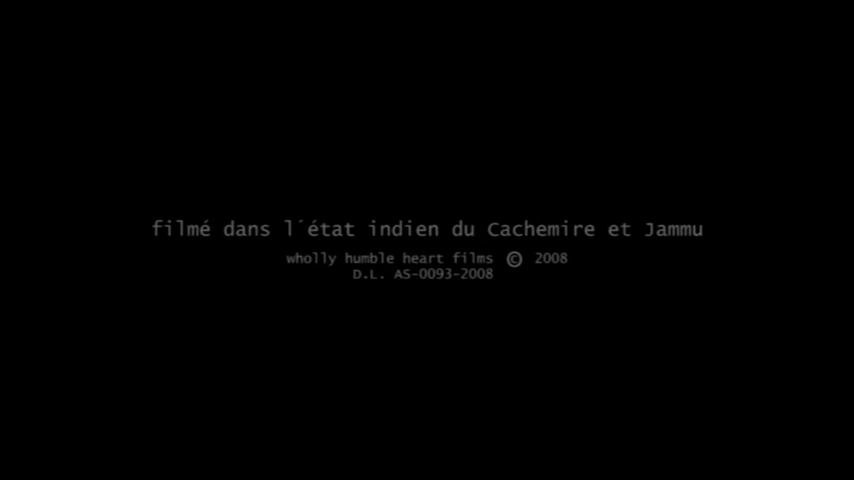 filmé dans l´état indien du Cachemire et Jammu
wholly humble heart films © 2008
D.L. AS-0093-2008